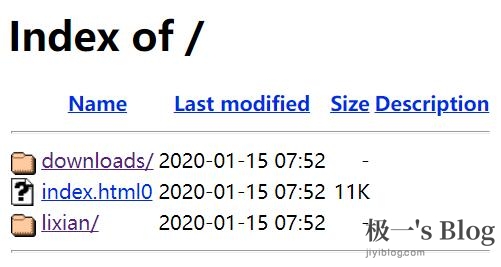 Index of /
Name Last modified Size Description
downloads/ 2020-01-15 07:52 -
index.html0 2020-01-15 07:52 11K
lixian/ 2020-01-15 07:52 -
极一's Blog
jiyiblog.com